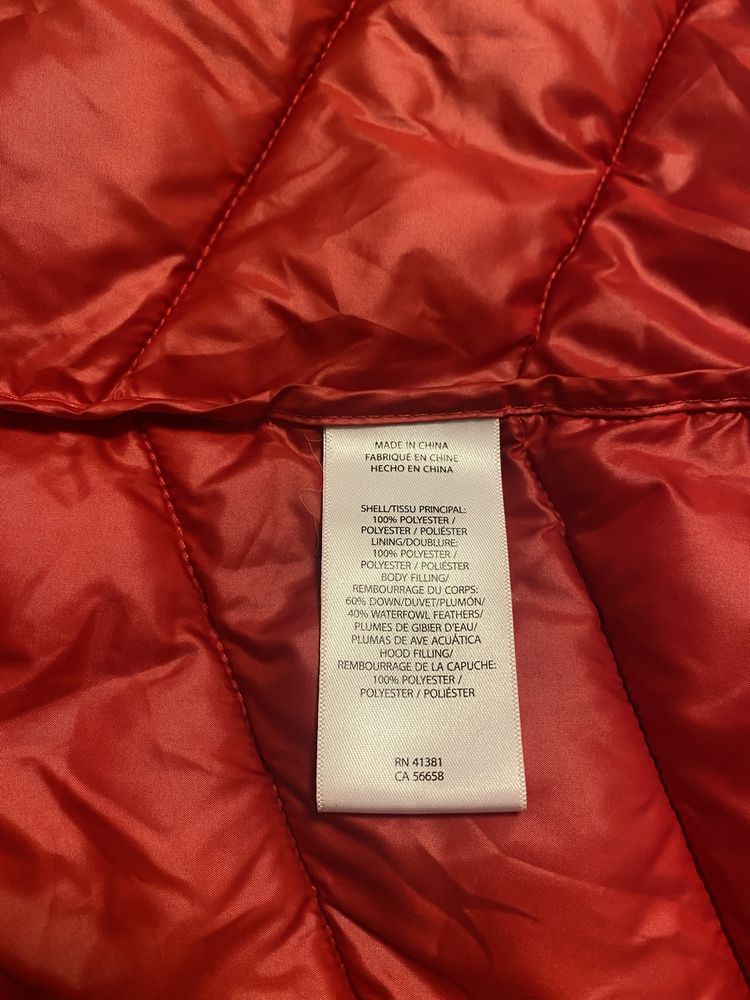 MADE IN CHINA
FABRIQUÉ EN CHINE
HECHO EN CHINA
SHELL/TISSU PRINCIPAL:
100% POLYESTER /
POLYESTER / POLIÉSTER
LINING/DOUBLURE:
100% POLYESTER /
POLYESTER / POLIÉSTER
BODY FILLING/
REMBOURRAGE DU CORPS:
60% DOWN/DUVET/PLUMÓN/
40% WATERFOWL FEATHERS/
PLUMES DE GIBIER D'EAU/
PLUMAS DE AVE ACUÁTICA
HOOD FILLING/
REMBOURRAGE DE LA CAPUCHE:
100% POLYESTER /
POLYESTER / POLIÉSTER
RN 41381
CA 56658